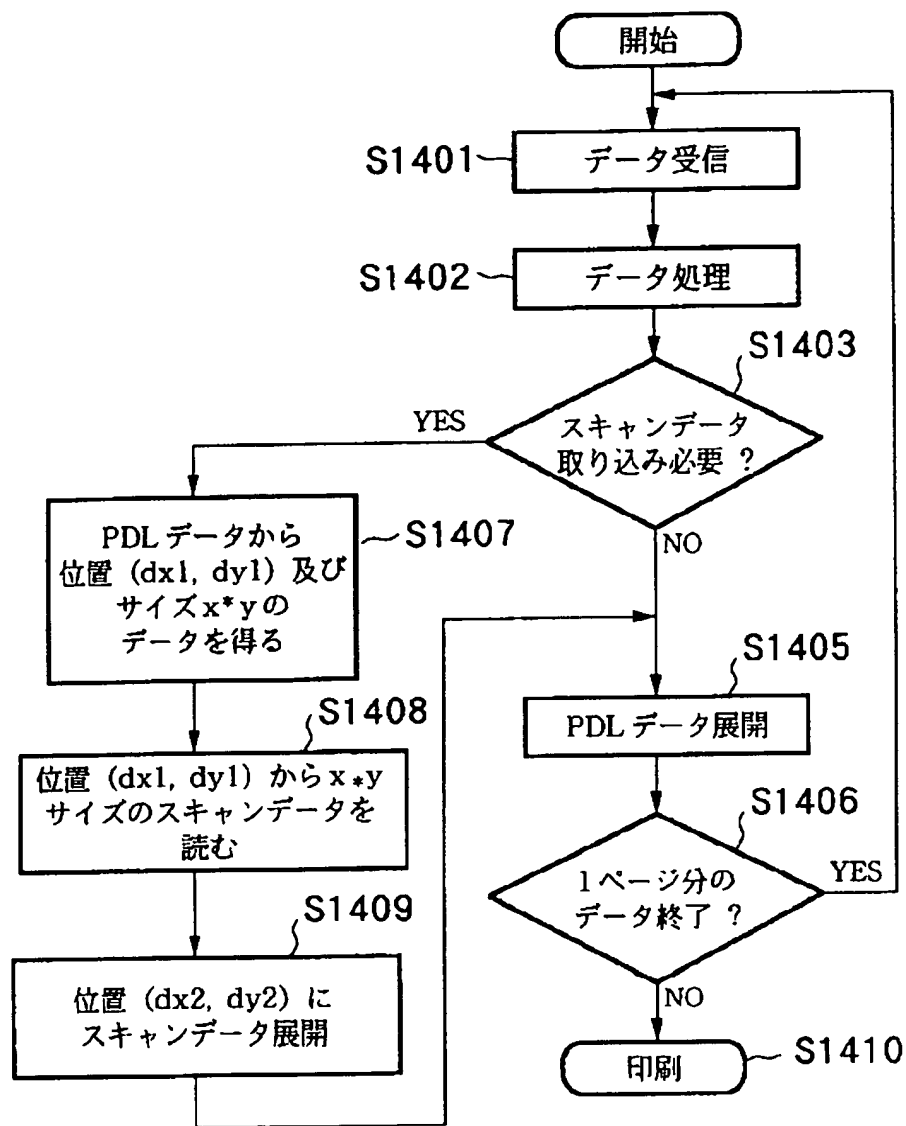 開始
S1401
データ受信
S1402
データ処理
S1403
スキャンデータ
取り込み必要 ?
YES
NO
PDLデータから
位置 (dx1, dy1) 及び
サイズx*yの
データを得る
S1407
S1408
位置 (dx1, dy1) からx*y
サイズのスキャンデータを
読む
S1409
位置 (dx2, dy2) に
スキャンデータ展開
S1405
PDLデータ展開
S1406
1ページ分の
データ終了 ?
YES
NO
印刷
S1410